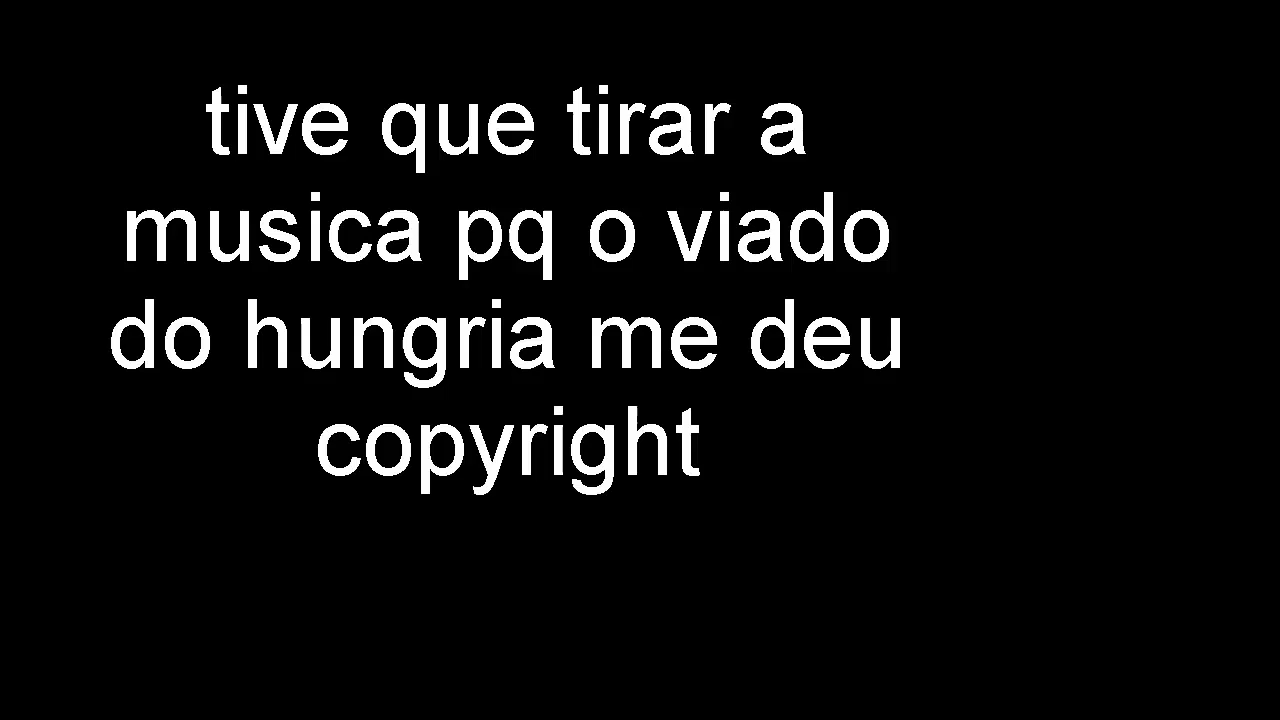 tive que tirar a
musica pq o viado
do hungria me deu
copyright